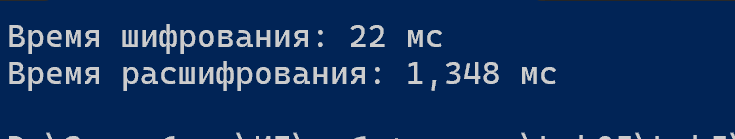 Время шифрования: 22 мс
Время расшифрования: 1,348 мс